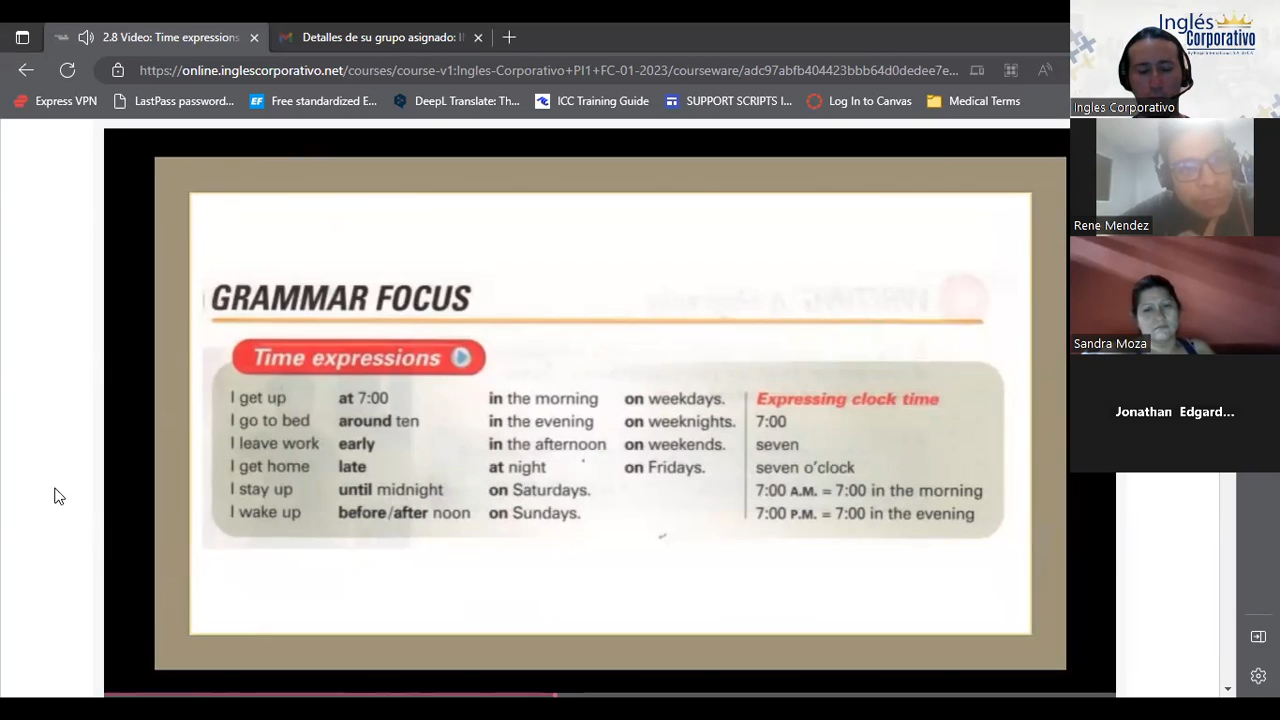 2.8 Video: Time expressions
Detalles de su grupo asignado: I
https://online.inglescorporativo.net/courses/course-v1:Ingles-Corporativo+PI1+FC-01-2023/courseware/adc97abfb404423bbb64d0dedee7e...
Express VPN
LastPass password...
Free standardized E...
DeepL Translate: Th...
ICC Training Guide
SUPPORT SCRIPTS I...
Log In to Canvas
Medical Terms
GRAMMAR FOCUS
Time expressions
I get up at 7:00 in the morning on weekdays.
I go to bed around ten in the evening on weeknights.
I leave work early in the afternoon on weekends.
I get home late at night on Fridays.
I stay up until midnight on Saturdays.
I wake up before/after noon on Sundays.
Expressing clock time
7:00
seven
seven o'clock
7:00 A.M. = 7:00 in the morning
7:00 P.M. = 7:00 in the evening
Inglés
Corporativo
Ingles Corporativo
Rene Mendez
Sandra Moza
Jonathan Edgard...